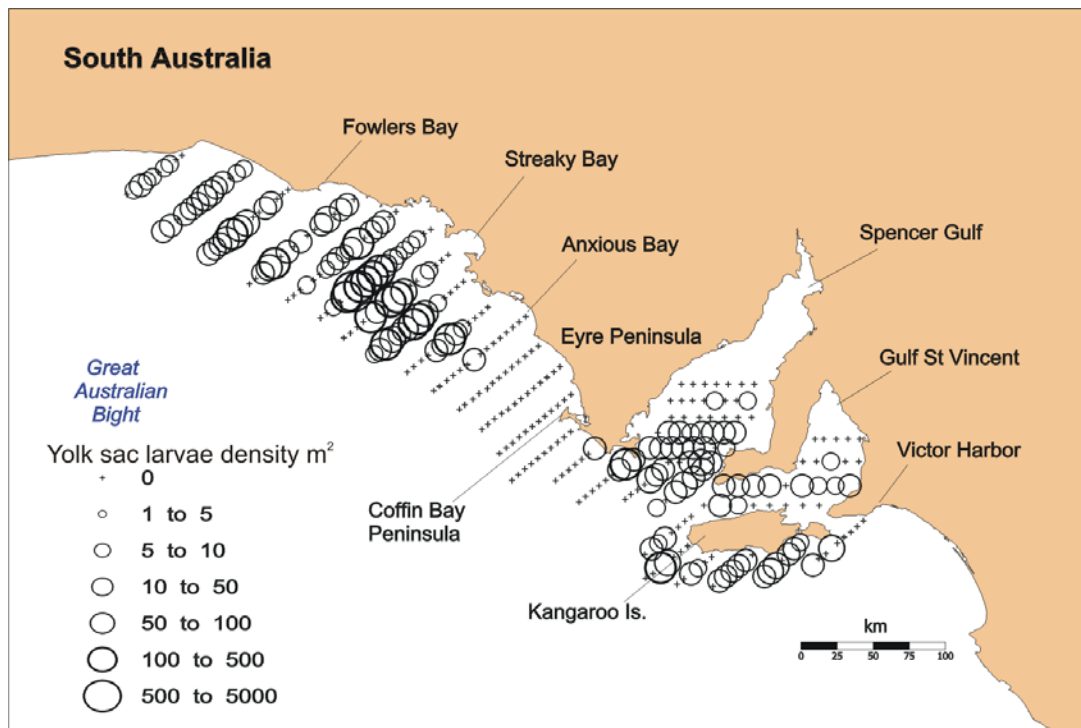 South Australia
Fowlers Bay
Streaky Bay
Anxious Bay
Spencer Gulf
Eyre Peninsula
Gulf St Vincent
Great
Australian
Bight
Victor Harbor
Yolk sac larvae density m²
0
1 to 5
5 to 10
10 to 50
50 to 100
100 to 500
500 to 5000
Coffin Bay
Peninsula
Kangaroo Is.
km
0 25 50 75 100